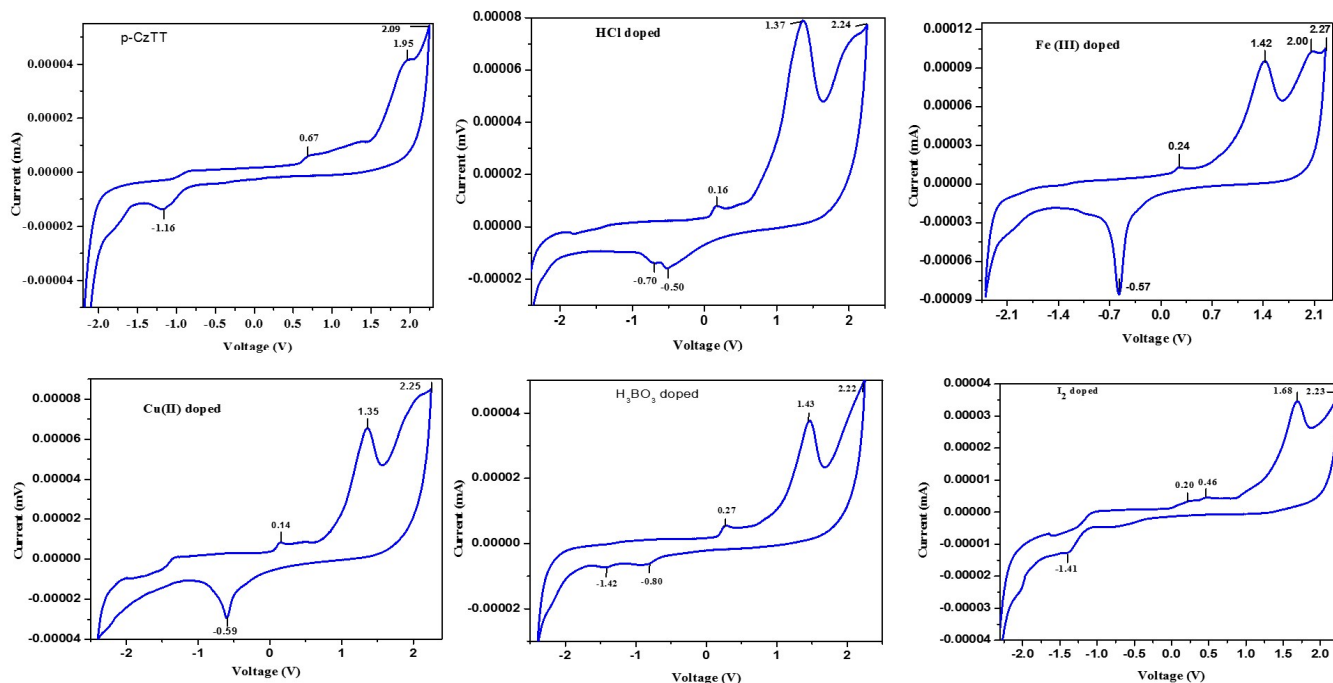 p-CzTT
2.09
1.95
0.67
-1.16
0.00004
0.00002
0.00000
-0.00002
-0.00004
Current (mA)
-2.0 -1.5 -1.0 -0.5 0.0 0.5 1.0 1.5 2.0
Voltage (V)
HCl doped
1.37
2.24
0.16
-0.70
-0.50
0.00008
0.00006
0.00004
0.00002
0.00000
-0.00002
Current (mV)
-2 -1 0 1 2
Voltage (V)
Fe (III) doped
1.42
2.00
2.27
0.24
-0.57
0.00012
0.00009
0.00006
0.00003
0.00000
-0.00003
-0.00006
-0.00009
Current (mA)
-2.1 -1.4 -0.7 0.0 0.7 1.4 2.1
Voltage (V)
Cu(II) doped
2.25
1.35
0.14
-0.59
0.00008
0.00006
0.00004
0.00002
0.00000
-0.00002
-0.00004
Current (mV)
-2 -1 0 1 2
Voltage (V)
H3BO3 doped
2.22
1.43
0.27
-1.42
-0.80
0.00004
0.00002
0.00000
-0.00002
Current (mA)
-2 -1 0 1 2
Voltage (V)
I2 doped
1.68
2.23
0.20
0.46
-1.41
0.00004
0.00003
0.00002
0.00001
0.00000
-0.00001
-0.00002
-0.00003
-0.00004
Current (mA)
-2.0 -1.5 -1.0 -0.5 0.0 0.5 1.0 1.5 2.0
Voltage (V)